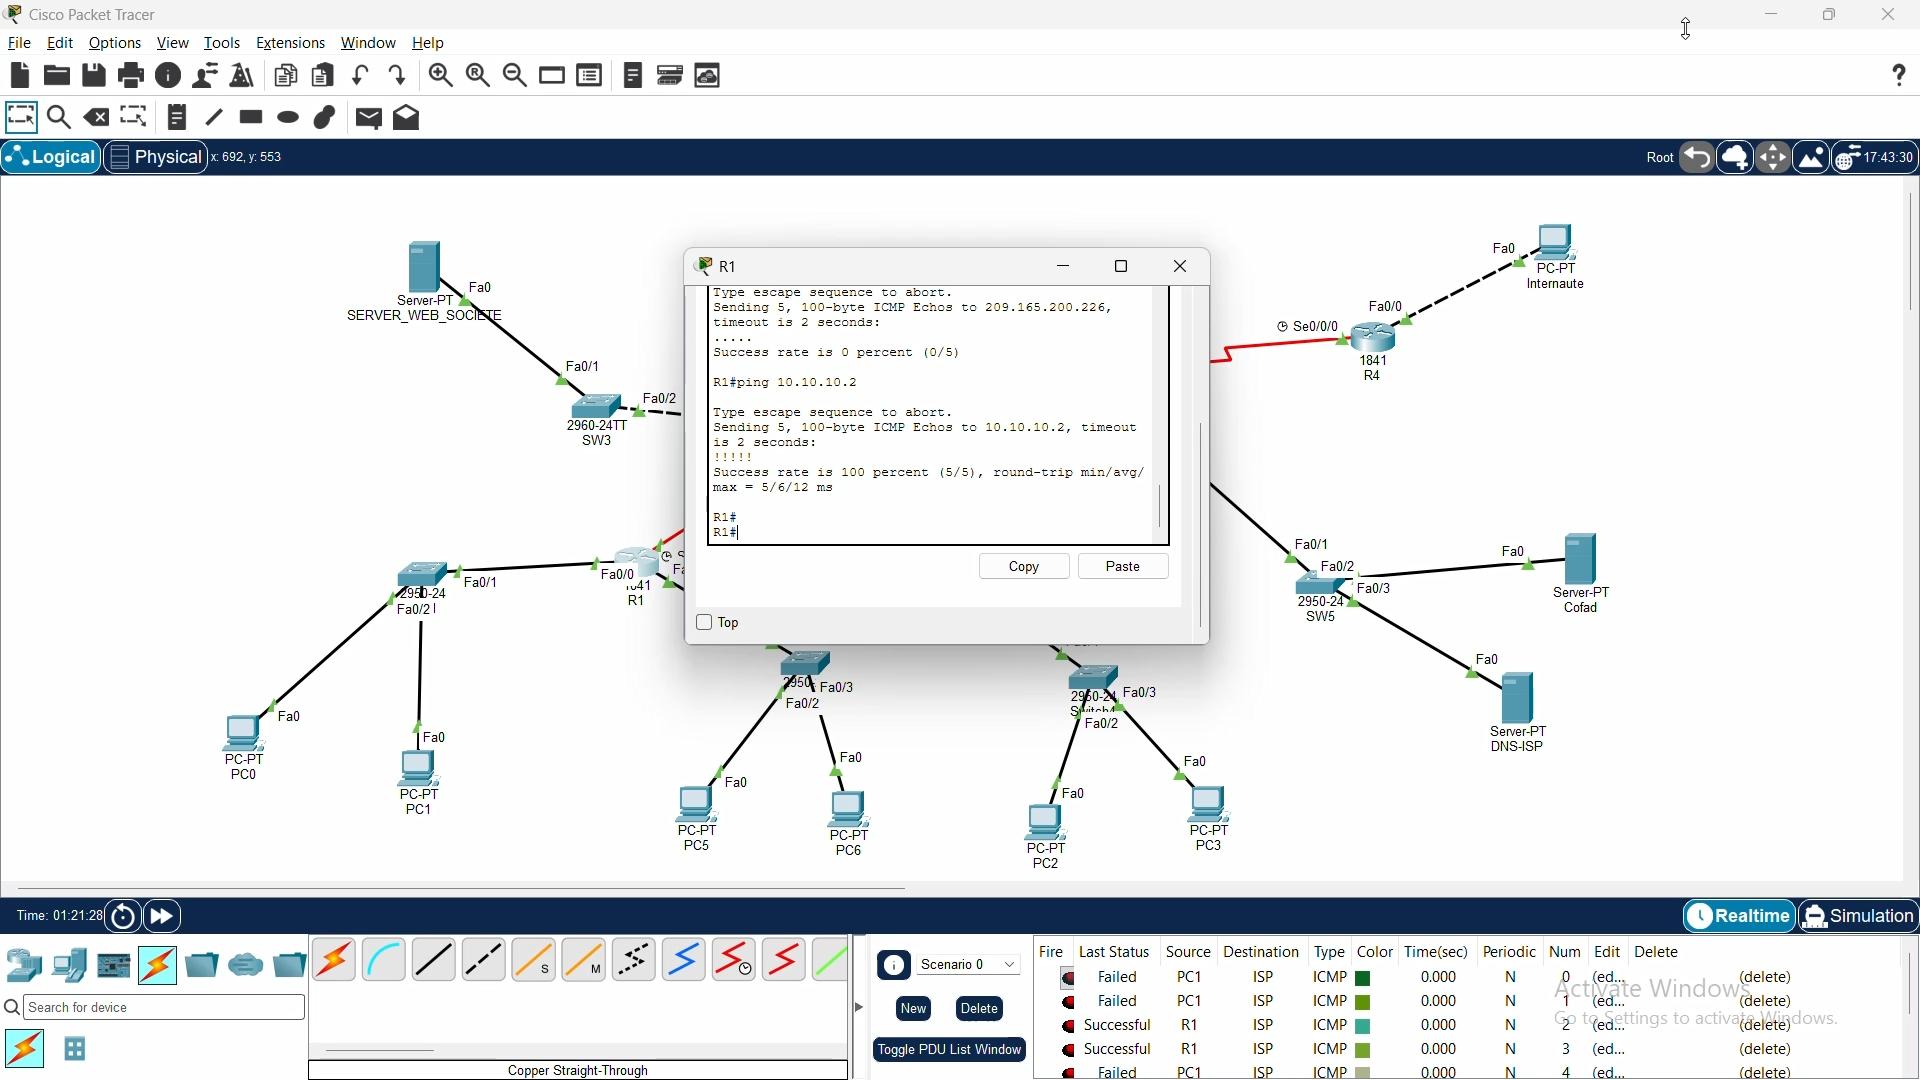 Cisco Packet Tracer
File Edit Options View Tools Extensions Window Help
Logical Physical x: 692, y: 553
Root 17:43:30
Fa0
Server-PT
SERVER_WEB_SOCIETE
Fa0/1
Fa0/2
2960-24TT
SW3
R1
Type escape sequence to abort.
Sending 5, 100-byte ICMP Echos to 209.165.200.226,
timeout is 2 seconds:
.....
Success rate is 0 percent (0/5)
R1#ping 10.10.10.2
Type escape sequence to abort.
Sending 5, 100-byte ICMP Echos to 10.10.10.2, timeout
is 2 seconds:
!!!!!
Success rate is 100 percent (5/5), round-trip min/avg/
max = 5/6/12 ms
R1#
R1#
Copy Paste
Top
Fa0
PC-PT
Internaute
Fa0/0
Se0/0/0
1841
R4
Fa0/1
Fa0/2
Fa0/3
2950-24
SW5
Fa0
Server-PT
Cofad
Fa0
Server-PT
DNS-ISP
Fa0/0
R1
Fa0/1
2950-24
Fa0/2
Fa0
PC-PT
PC0
Fa0
PC-PT
PC1
Fa0/3
Fa0/2
Fa0
PC-PT
PC5
Fa0
PC-PT
PC6
2950-24
Switch4
Fa0/3
Fa0/2
Fa0
PC-PT
PC2
Fa0
PC-PT
PC3
Time: 01:21:28
Realtime Simulation
Search for device
Copper Straight-Through
Scenario 0
New Delete
Toggle PDU List Window
Fire Last Status Source Destination Type Color Time(sec) Periodic Num Edit Delete
Failed PC1 ISP ICMP 0.000 N 0 (ed... (delete)
Failed PC1 ISP ICMP 0.000 N 1 (ed... (delete)
Successful R1 ISP ICMP 0.000 N 2 (ed... (delete)
Successful R1 ISP ICMP 0.000 N 3 (ed... (delete)
Failed PC1 ISP ICMP 0.000 N 4 (ed... (delete)
Activate Windows
Go to Settings to activate Windows.